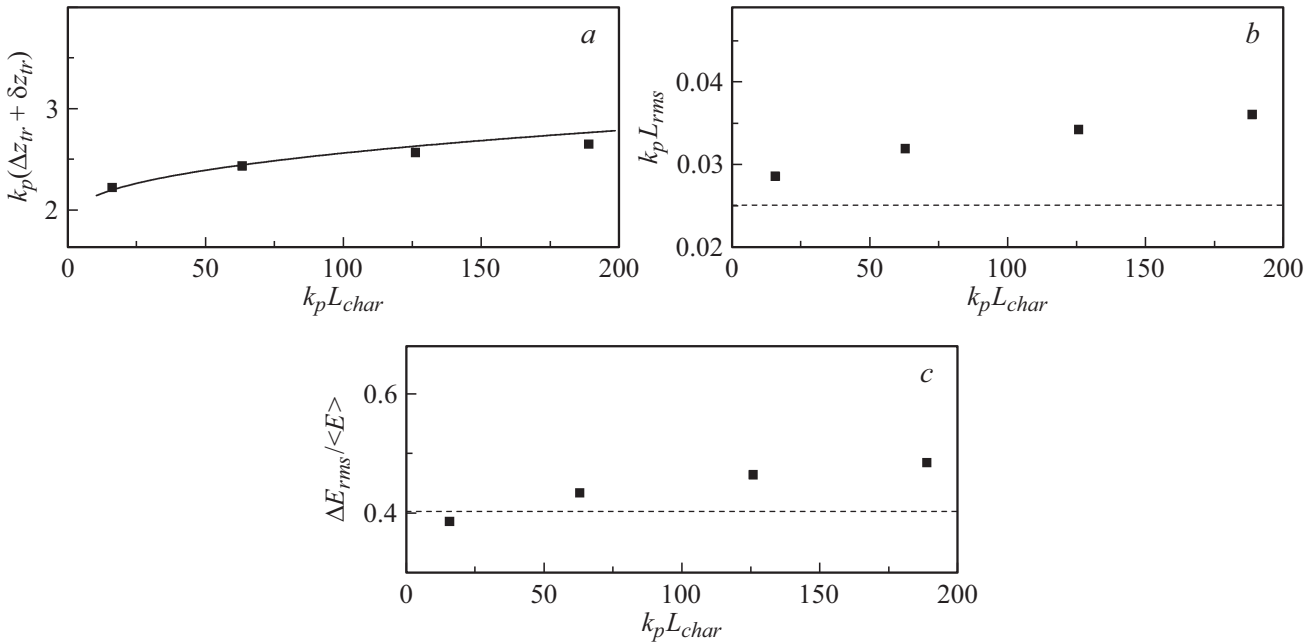 a
k_p(Δz_tr + δz_tr)
3
2
0 50 100 150 200
k_pL_char
b
k_pL_rms
0.04
0.03
0.02
0 50 100 150 200
k_pL_char
c
ΔE_rms/<E>
0.6
0.4
0 50 100 150 200
k_pL_char